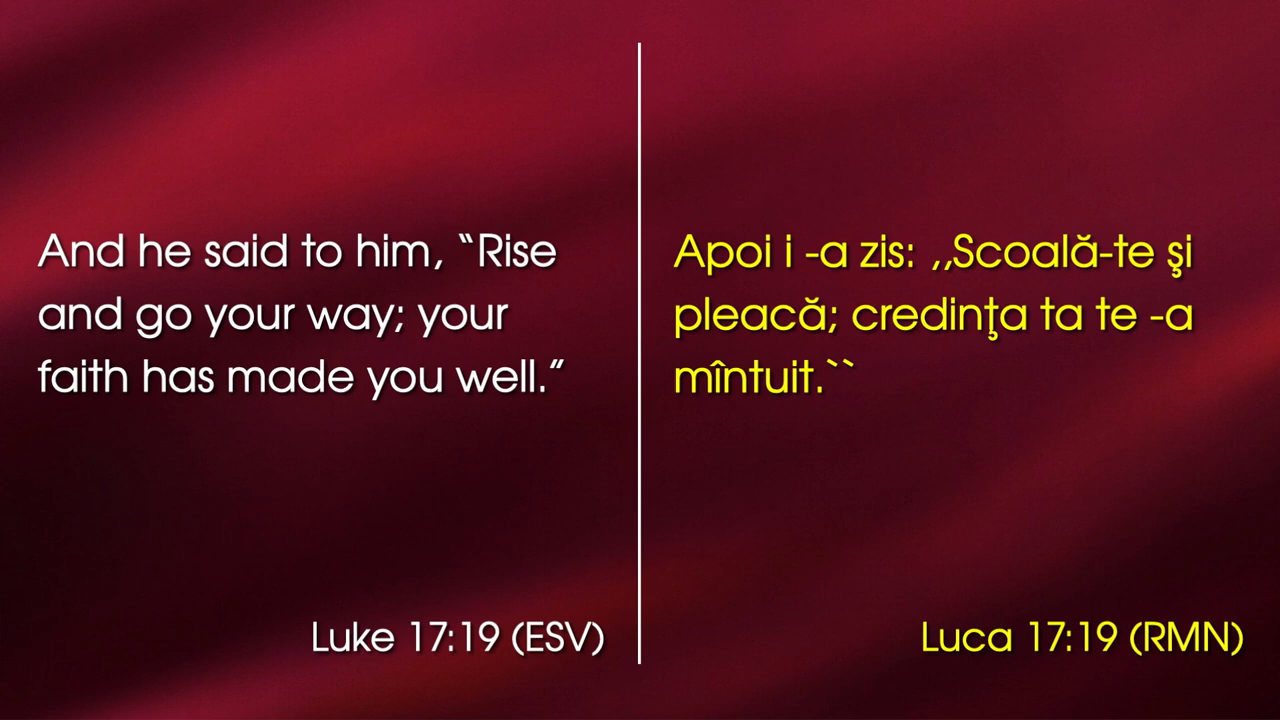 And he said to him, “Rise
and go your way; your
faith has made you well.”
Luke 17:19 (ESV)
Apoi i -a zis: ,,Scoală-te şi
pleacă; credinţa ta te -a
mîntuit.``
Luca 17:19 (RMN)